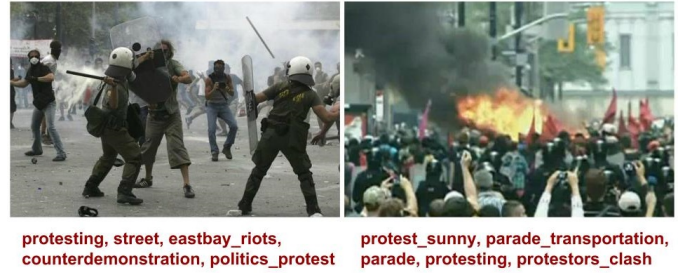 protesting, street, eastbay_riots,
counterdemonstration, politics_protest
protest_sunny, parade_transportation,
parade, protesting, protestors_clash